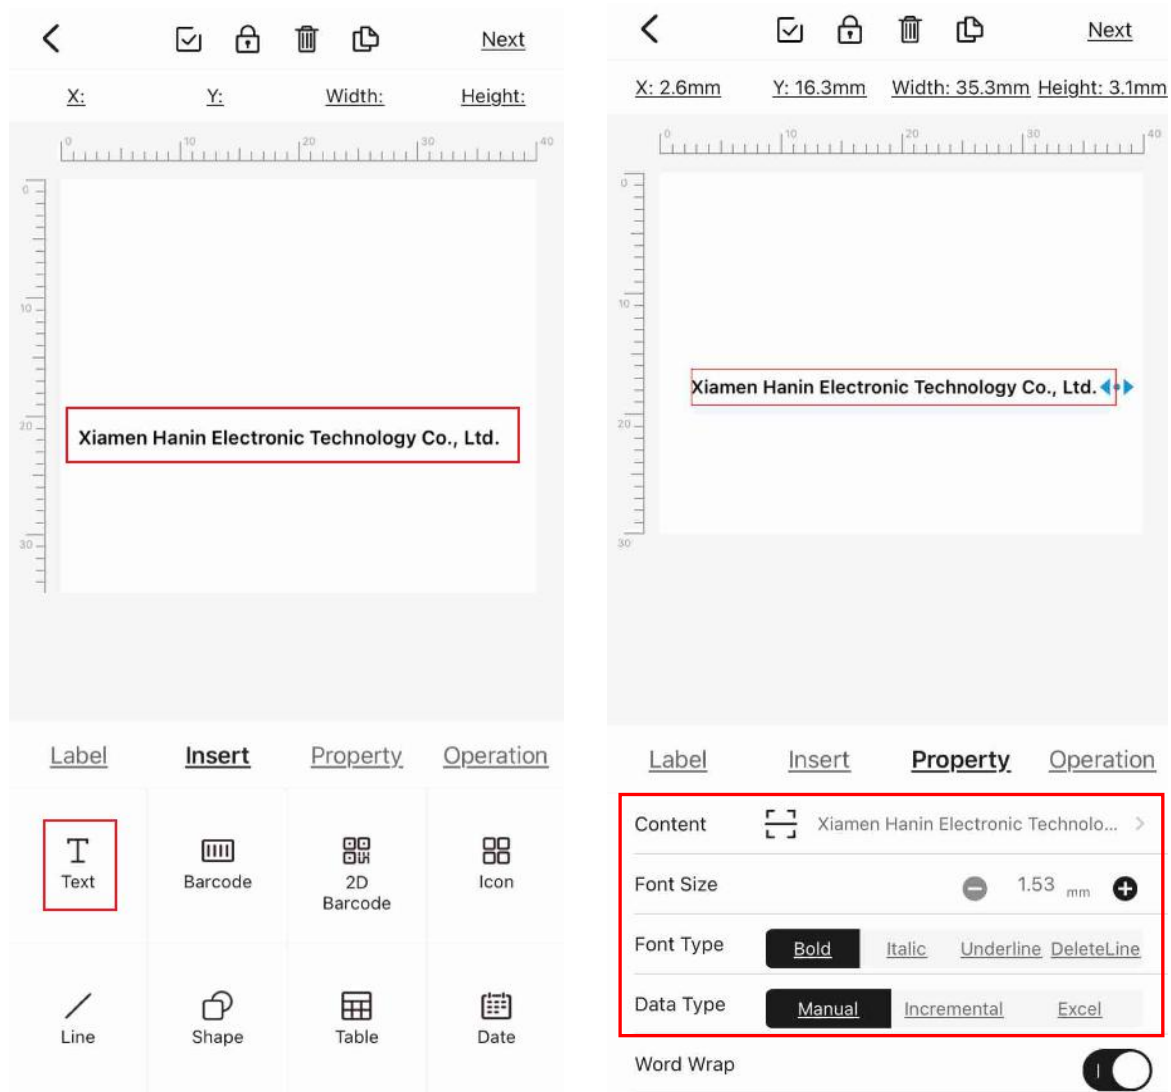 Next
X: Y: Width: Height:
0 10 20 30 40
0
10
Xiamen Hanin Electronic Technology Co., Ltd.
20
30
Label Insert Property Operation
Text Barcode 2D Barcode Icon
Line Shape Table Date
Next
X: 2.6mm Y: 16.3mm Width: 35.3mm Height: 3.1mm
0 10 20 30 40
0
10
Xiamen Hanin Electronic Technology Co., Ltd.
20
30
Label Insert Property Operation
Content Xiamen Hanin Electronic Technolo... >
Font Size 1.53 mm
Font Type Bold Italic Underline DeleteLine
Data Type Manual Incremental Excel
Word Wrap